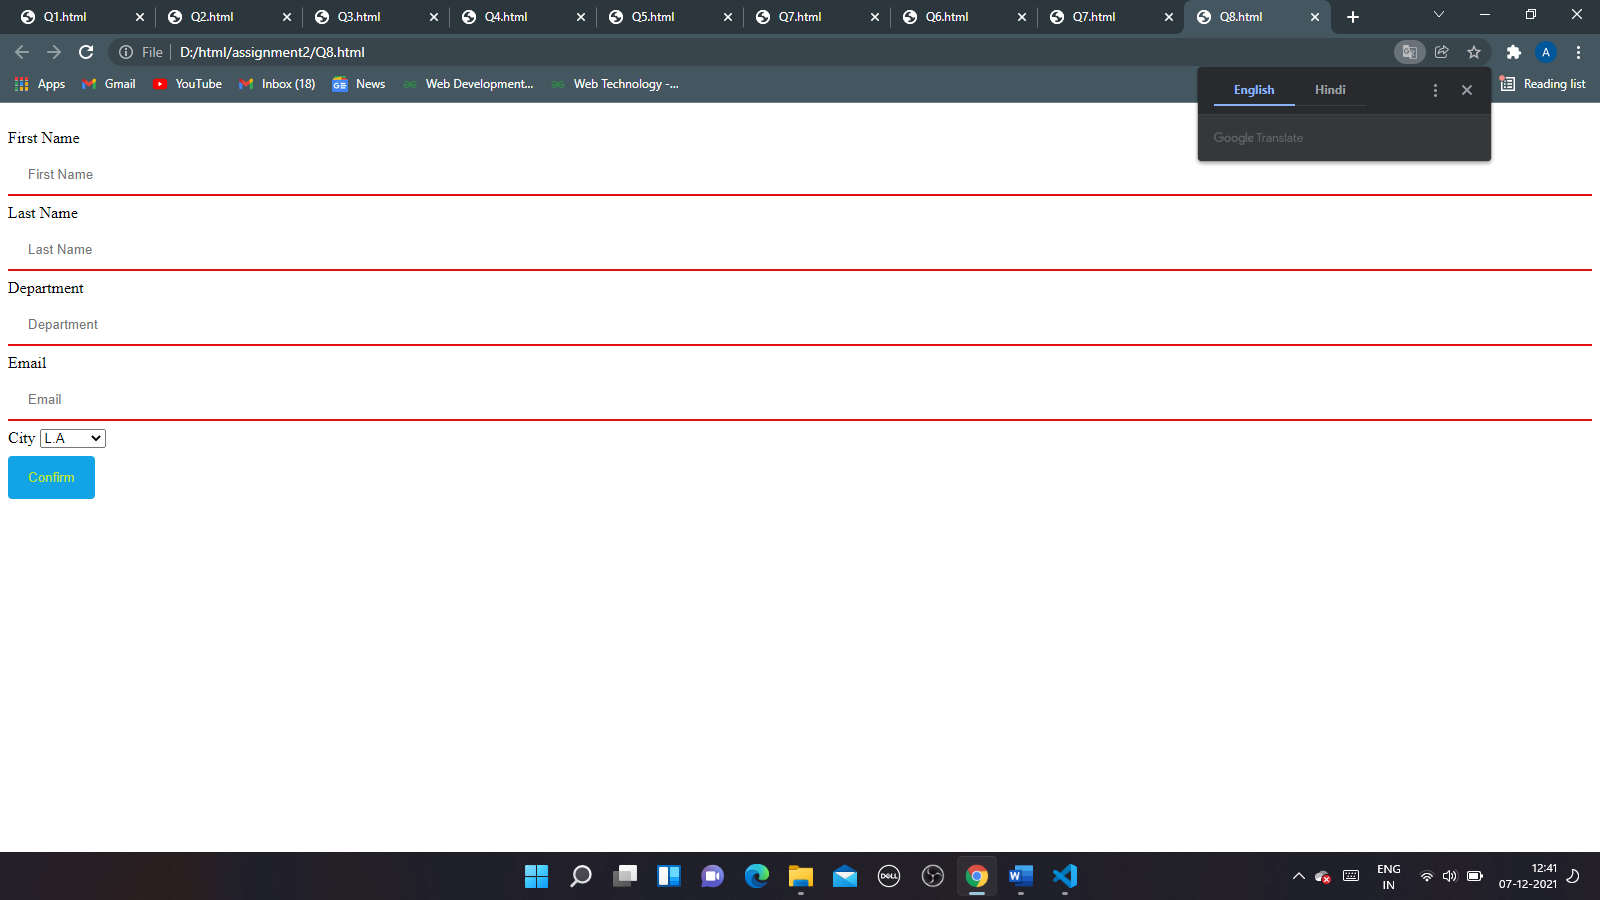 Q1.html Q2.html Q3.html Q4.html Q5.html Q7.html Q6.html Q7.html Q8.html
File D:/html/assignment2/Q8.html A
Apps Gmail YouTube Inbox (18) GE News Web Development... Web Technology -... Reading list
English Hindi
Google Translate
First Name
First Name
Last Name
Last Name
Department
Department
Email
Email
City L.A
Confirm
DELL W ENG IN 12:41 07-12-2021